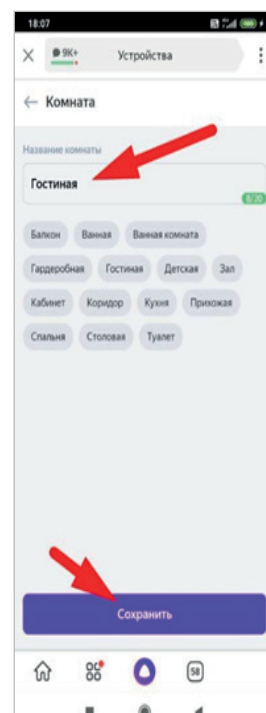 18:07
9K+ Устройства
← Комната
Название комнаты
Гостиная
8/20
Балкон Ванная Ванная комната
Гардеробная Гостиная Детская Зал
Кабинет Коридор Кухня Прихожая
Спальня Столовая Туалет
Сохранить
58